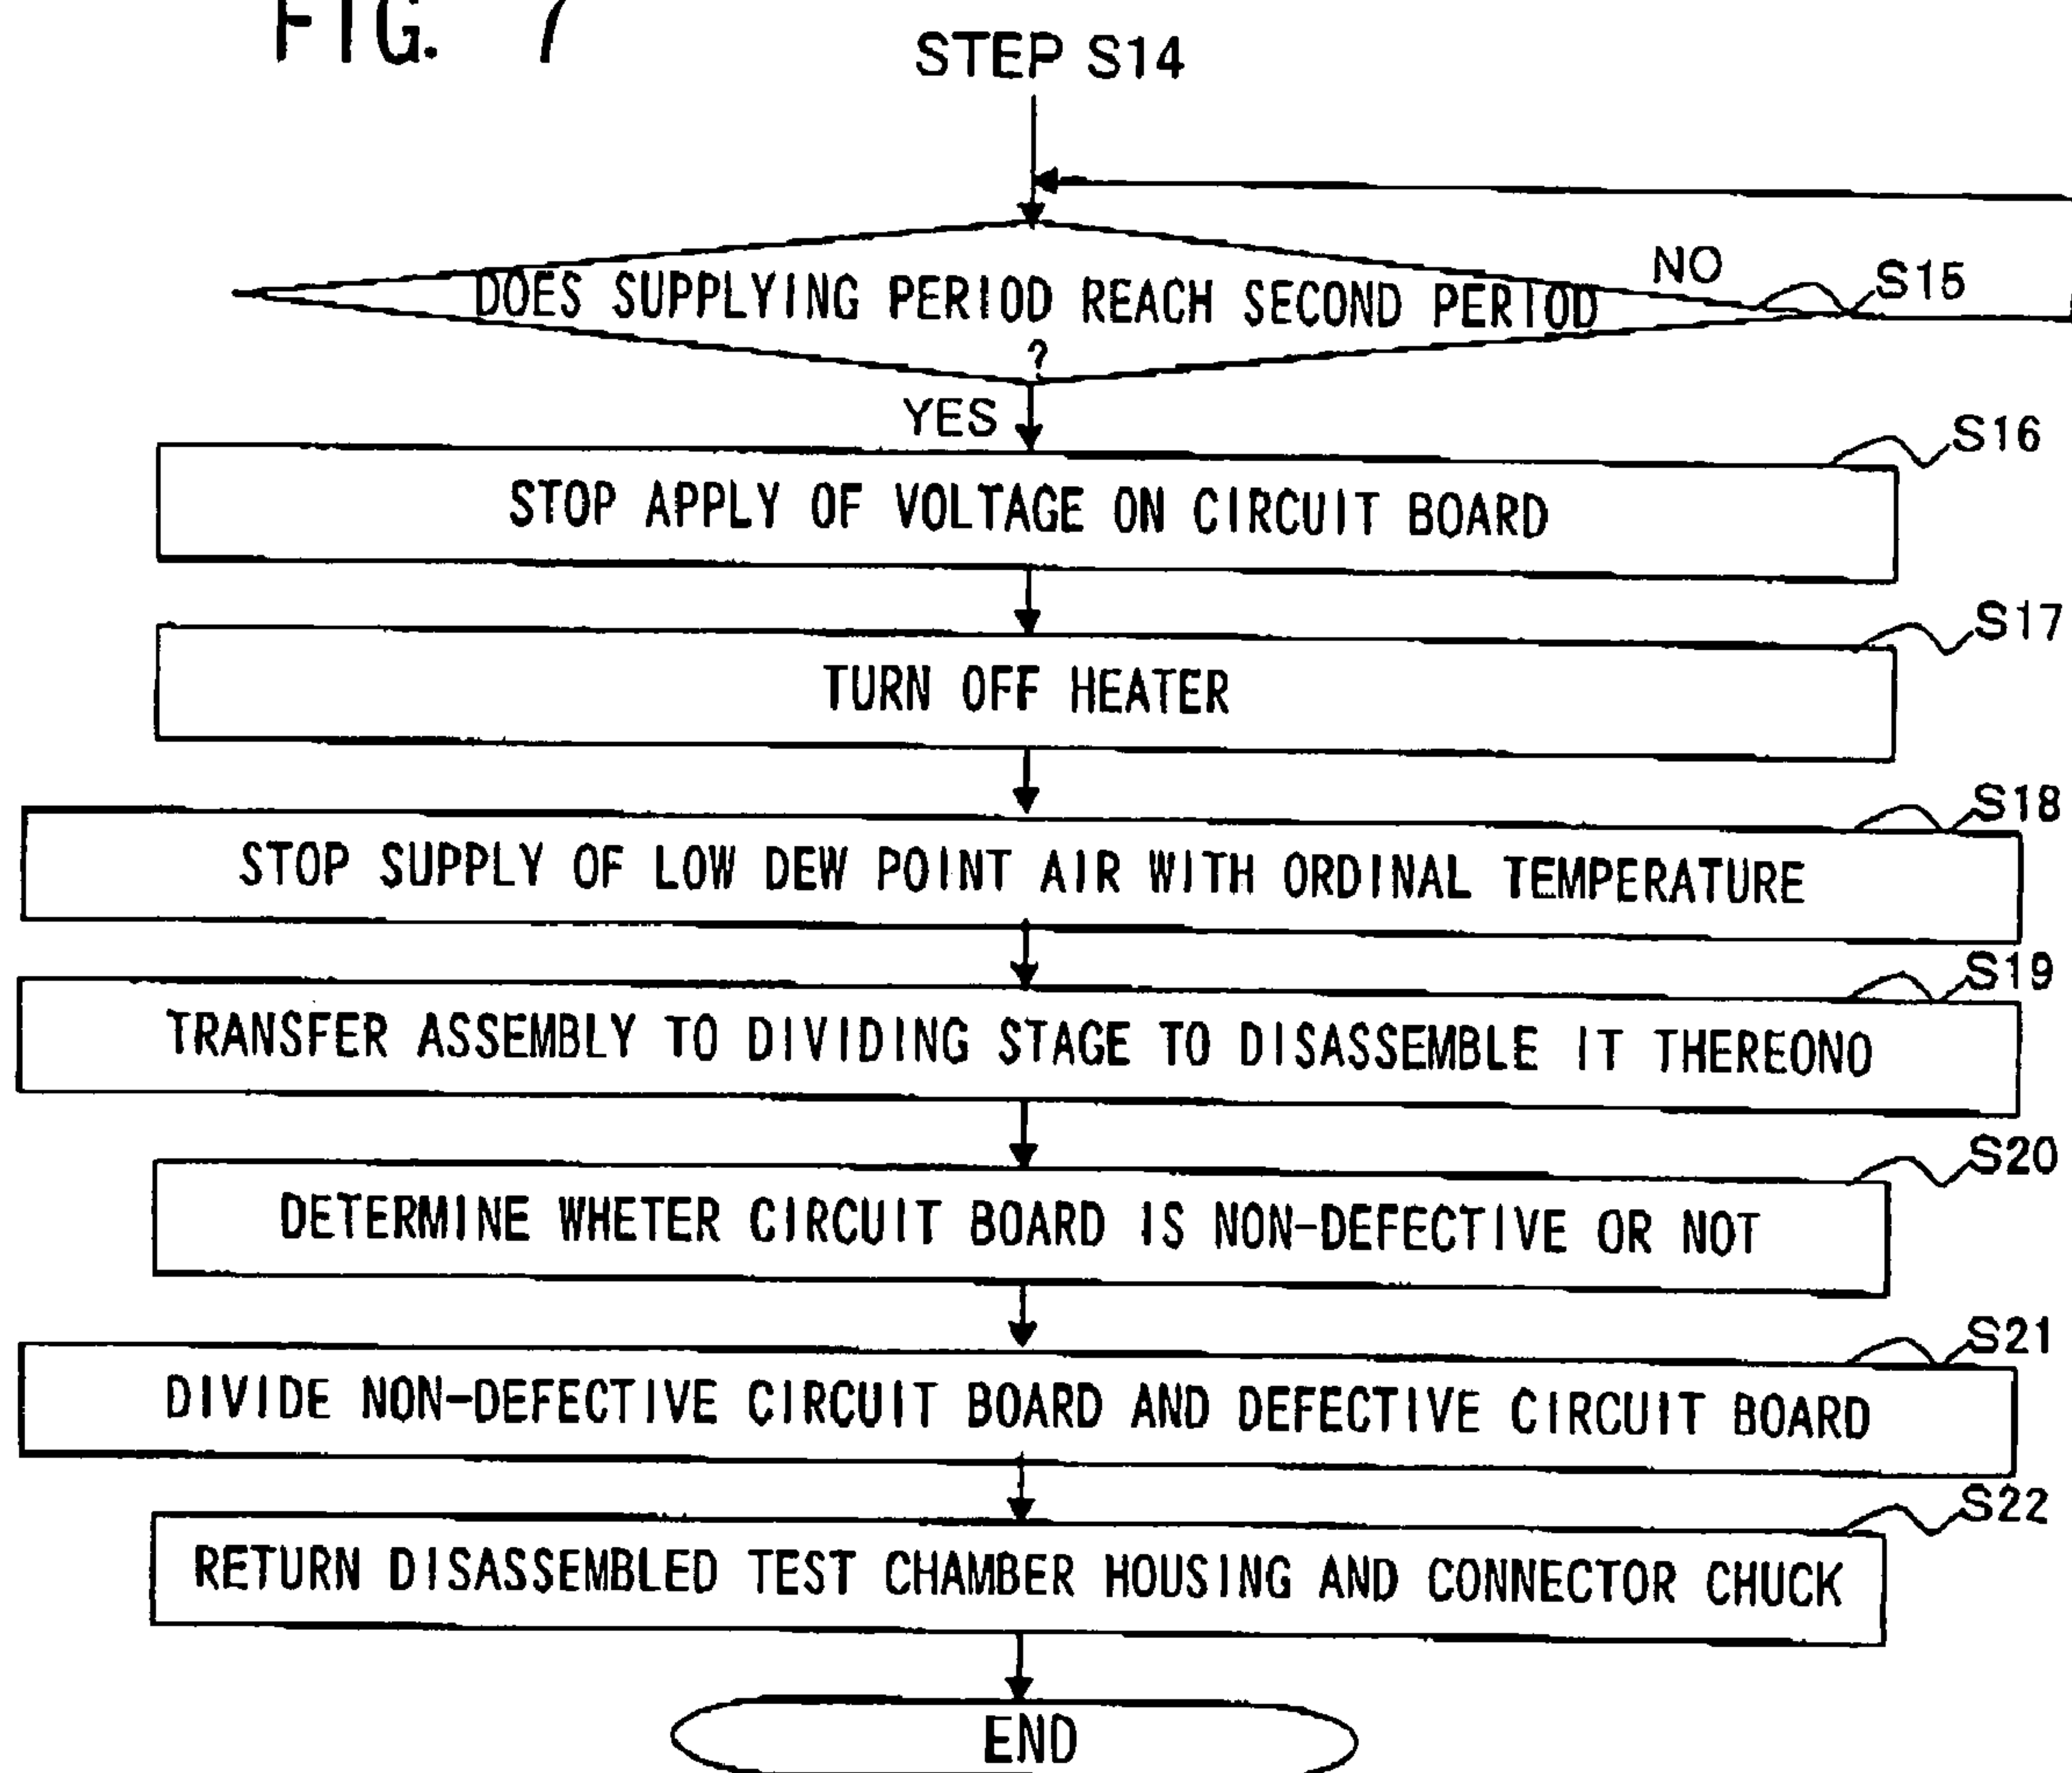 FIG. 7
STEP S14
DOES SUPPLYING PERIOD REACH SECOND PERIOD
?
NO
S15
YES
S16
STOP APPLY OF VOLTAGE ON CIRCUIT BOARD
S17
TURN OFF HEATER
S18
STOP SUPPLY OF LOW DEW POINT AIR WITH ORDINAL TEMPERATURE
S19
TRANSFER ASSEMBLY TO DIVIDING STAGE TO DISASSEMBLE IT THEREONO
S20
DETERMINE WHETER CIRCUIT BOARD IS NON-DEFECTIVE OR NOT
S21
DIVIDE NON-DEFECTIVE CIRCUIT BOARD AND DEFECTIVE CIRCUIT BOARD
S22
RETURN DISASSEMBLED TEST CHAMBER HOUSING AND CONNECTOR CHUCK
END